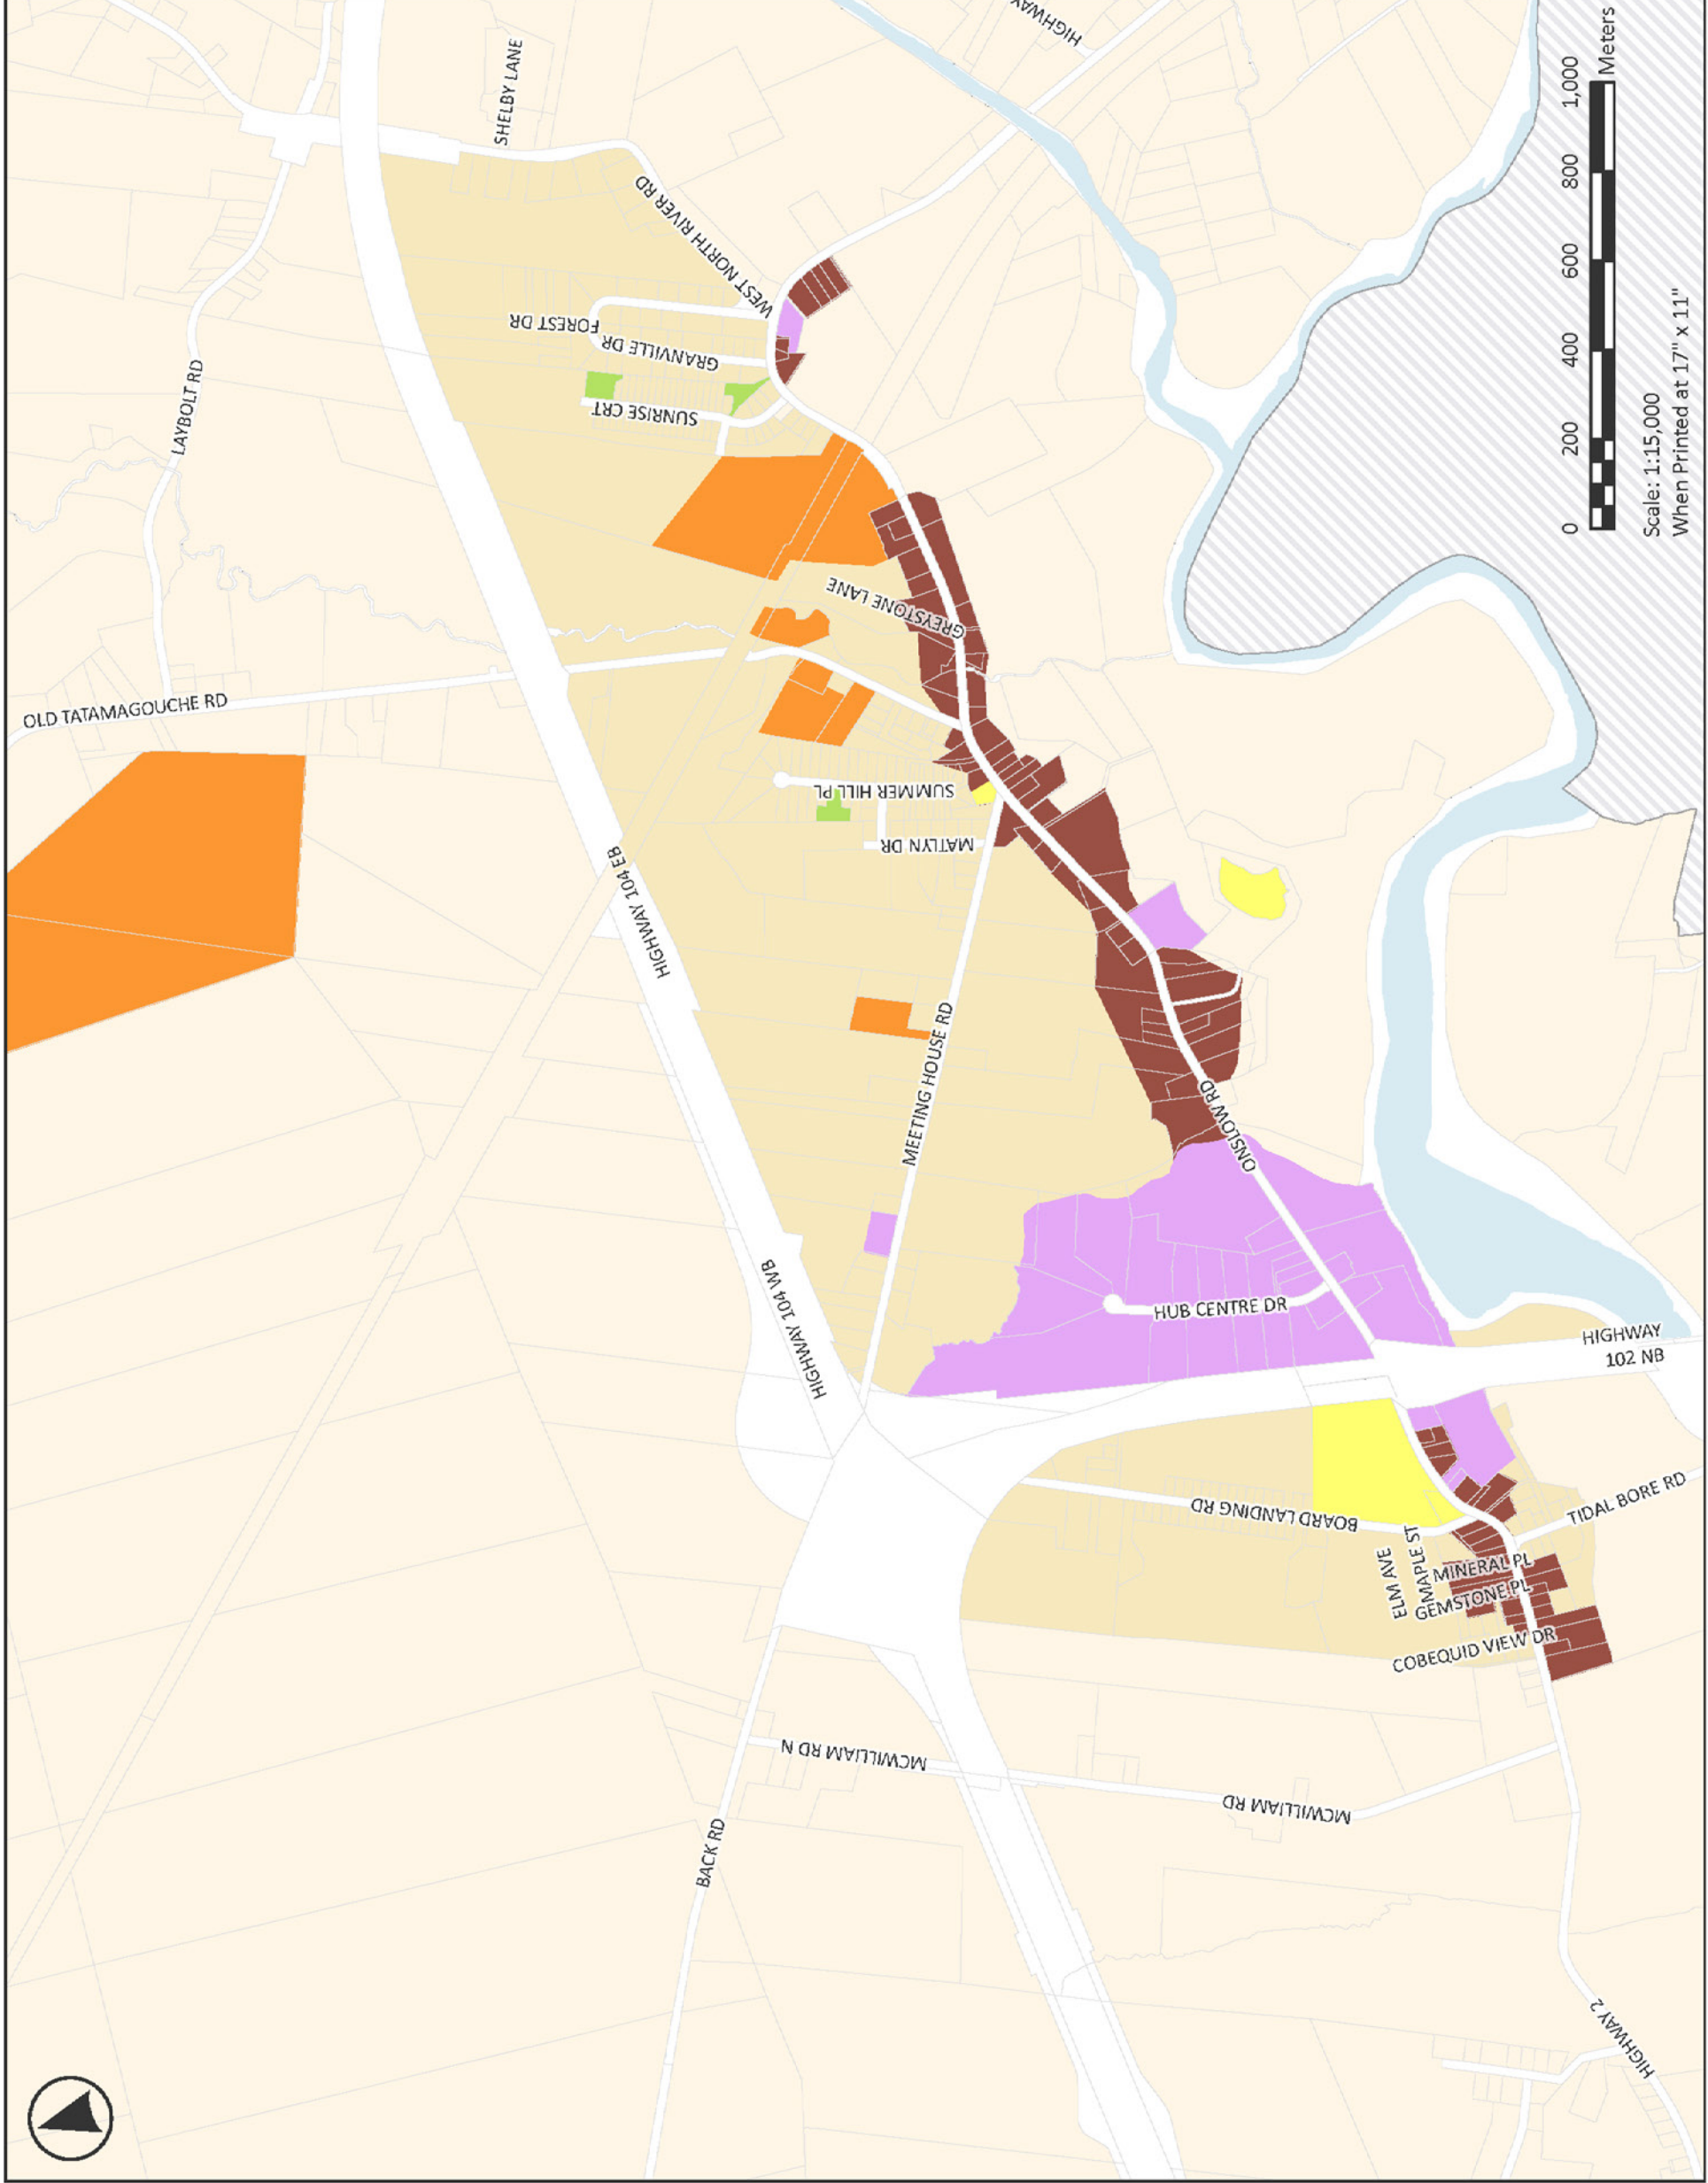 HIGHWAY
SHELBY LANE
WEST NORTH RIVER RD
FOREST DR
GRANVILLE DR
SUNRISE CRT
LAYBOLT RD
GREYSTONE LANE
OLD TATAMAGOUCHE RD
SUMMER HILL PL
MATLYN DR
HIGHWAY 104 EB
MEETING HOUSE RD
ONSLOW RD
HIGHWAY 104 WB
HUB CENTRE DR
HIGHWAY
102 NB
BOARD LANDING RD
TIDAL BORE RD
ELM AVE
MAPLE ST
MINERAL PL
GEMSTONE PL
COBEQUID VIEW DR
MCWILLIAM RD N
MCWILLIAM RD
BACK RD
HIGHWAY 2
0 200 400 600 800 1,000
Meters
Scale: 1:15,000
When Printed at 17" x 11"